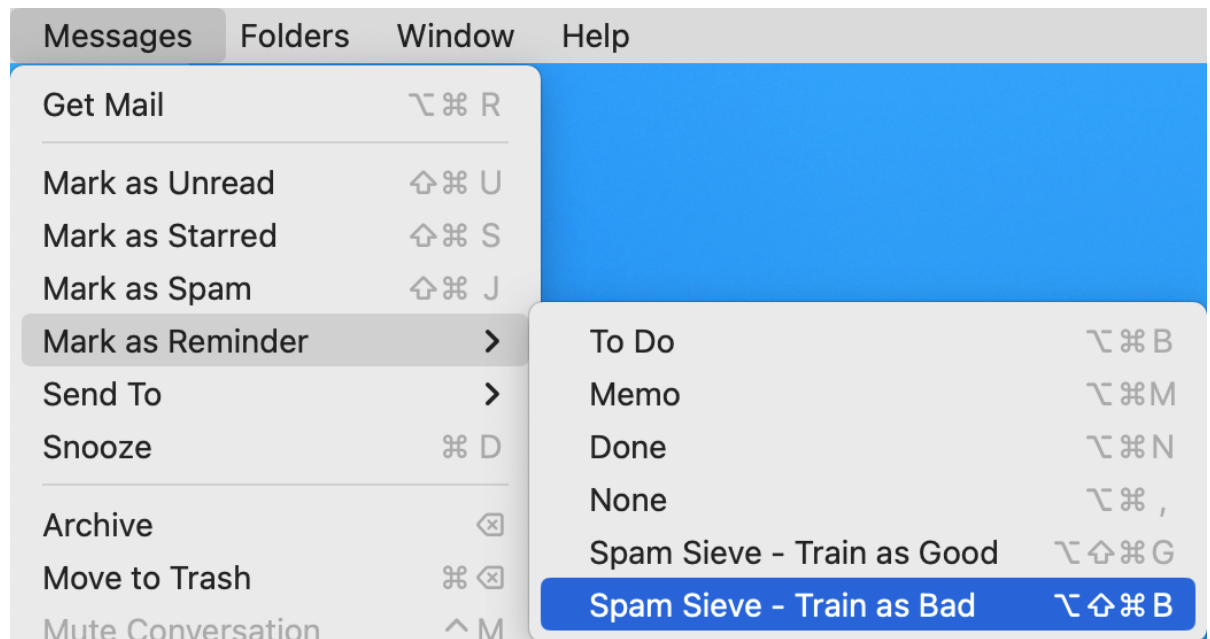 Messages Folders Window Help
Get Mail ⌥⌘ R
Mark as Unread ⇧⌘ U
Mark as Starred ⇧⌘ S
Mark as Spam ⇧⌘ J
Mark as Reminder >
Send To >
Snooze ⌘ D
Archive ⌫
Move to Trash ⌘⌫
Mute Conversation ^ M
To Do ⌥⌘B
Memo ⌥⌘M
Done ⌥⌘N
None ⌥⌘,
Spam Sieve - Train as Good ⌥⇧⌘G
Spam Sieve - Train as Bad ⌥⇧⌘B